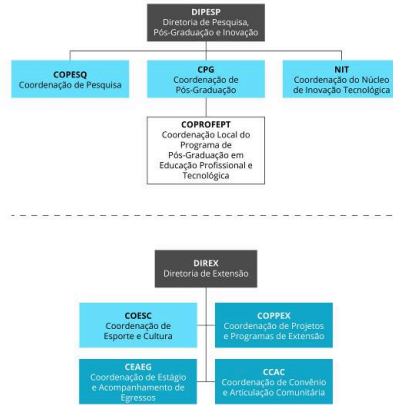 DIPESP
Diretoria de Pesquisa,
Pós-Graduação e Inovação
COPESQ
Coordenação de Pesquisa
CPG
Coordenação de
Pós-Graduação
NIT
Coordenação do Núcleo
de Inovação Tecnológica
COPROFEPT
Coordenação Local do
Programa de
Pós-Graduação em
Educação Profissional e
Tecnológica
DIREX
Diretoria de Extensão
COESC
Coordenação de
Esporte e Cultura
COPPEX
Coordenação de Projetos
e Programas de Extensão
CEAEG
Coordenação de Estágio
e Acompanhamento de
Egressos
CCAC
Coordenação de Convênio
e Articulação Comunitária